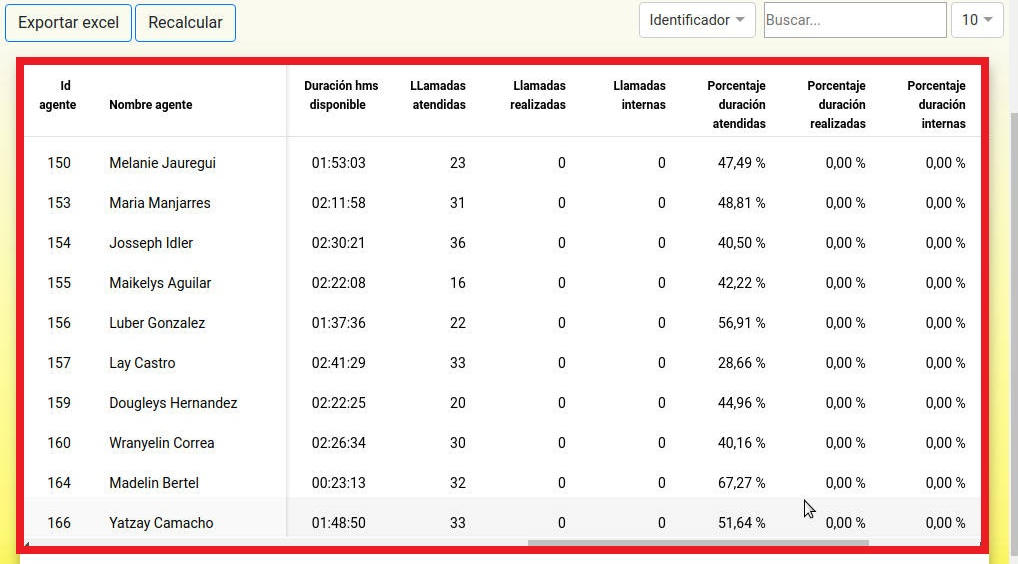 Exportar excel Recalcular Identificador Buscar... 10
Id agente Nombre agente Duración hms disponible LLamadas atendidas Llamadas realizadas Llamadas internas Porcentaje duración atendidas Porcentaje duración realizadas Porcentaje duración internas
150 Melanie Jauregui 01:53:03 23 0 0 47,49 % 0,00 % 0,00 %
153 Maria Manjarres 02:11:58 31 0 0 48,81 % 0,00 % 0,00 %
154 Josseph Idler 02:30:21 36 0 0 40,50 % 0,00 % 0,00 %
155 Maikelys Aguilar 02:22:08 16 0 0 42,22 % 0,00 % 0,00 %
156 Luber Gonzalez 01:37:36 22 0 0 56,91 % 0,00 % 0,00 %
157 Lay Castro 02:41:29 33 0 0 28,66 % 0,00 % 0,00 %
159 Dougleys Hernandez 02:22:25 20 0 0 44,96 % 0,00 % 0,00 %
160 Wranyelin Correa 02:26:34 30 0 0 40,16 % 0,00 % 0,00 %
164 Madelin Bertel 00:23:13 32 0 0 67,27 % 0,00 % 0,00 %
166 Yatzay Camacho 01:48:50 33 0 0 51,64 % 0,00 % 0,00 %